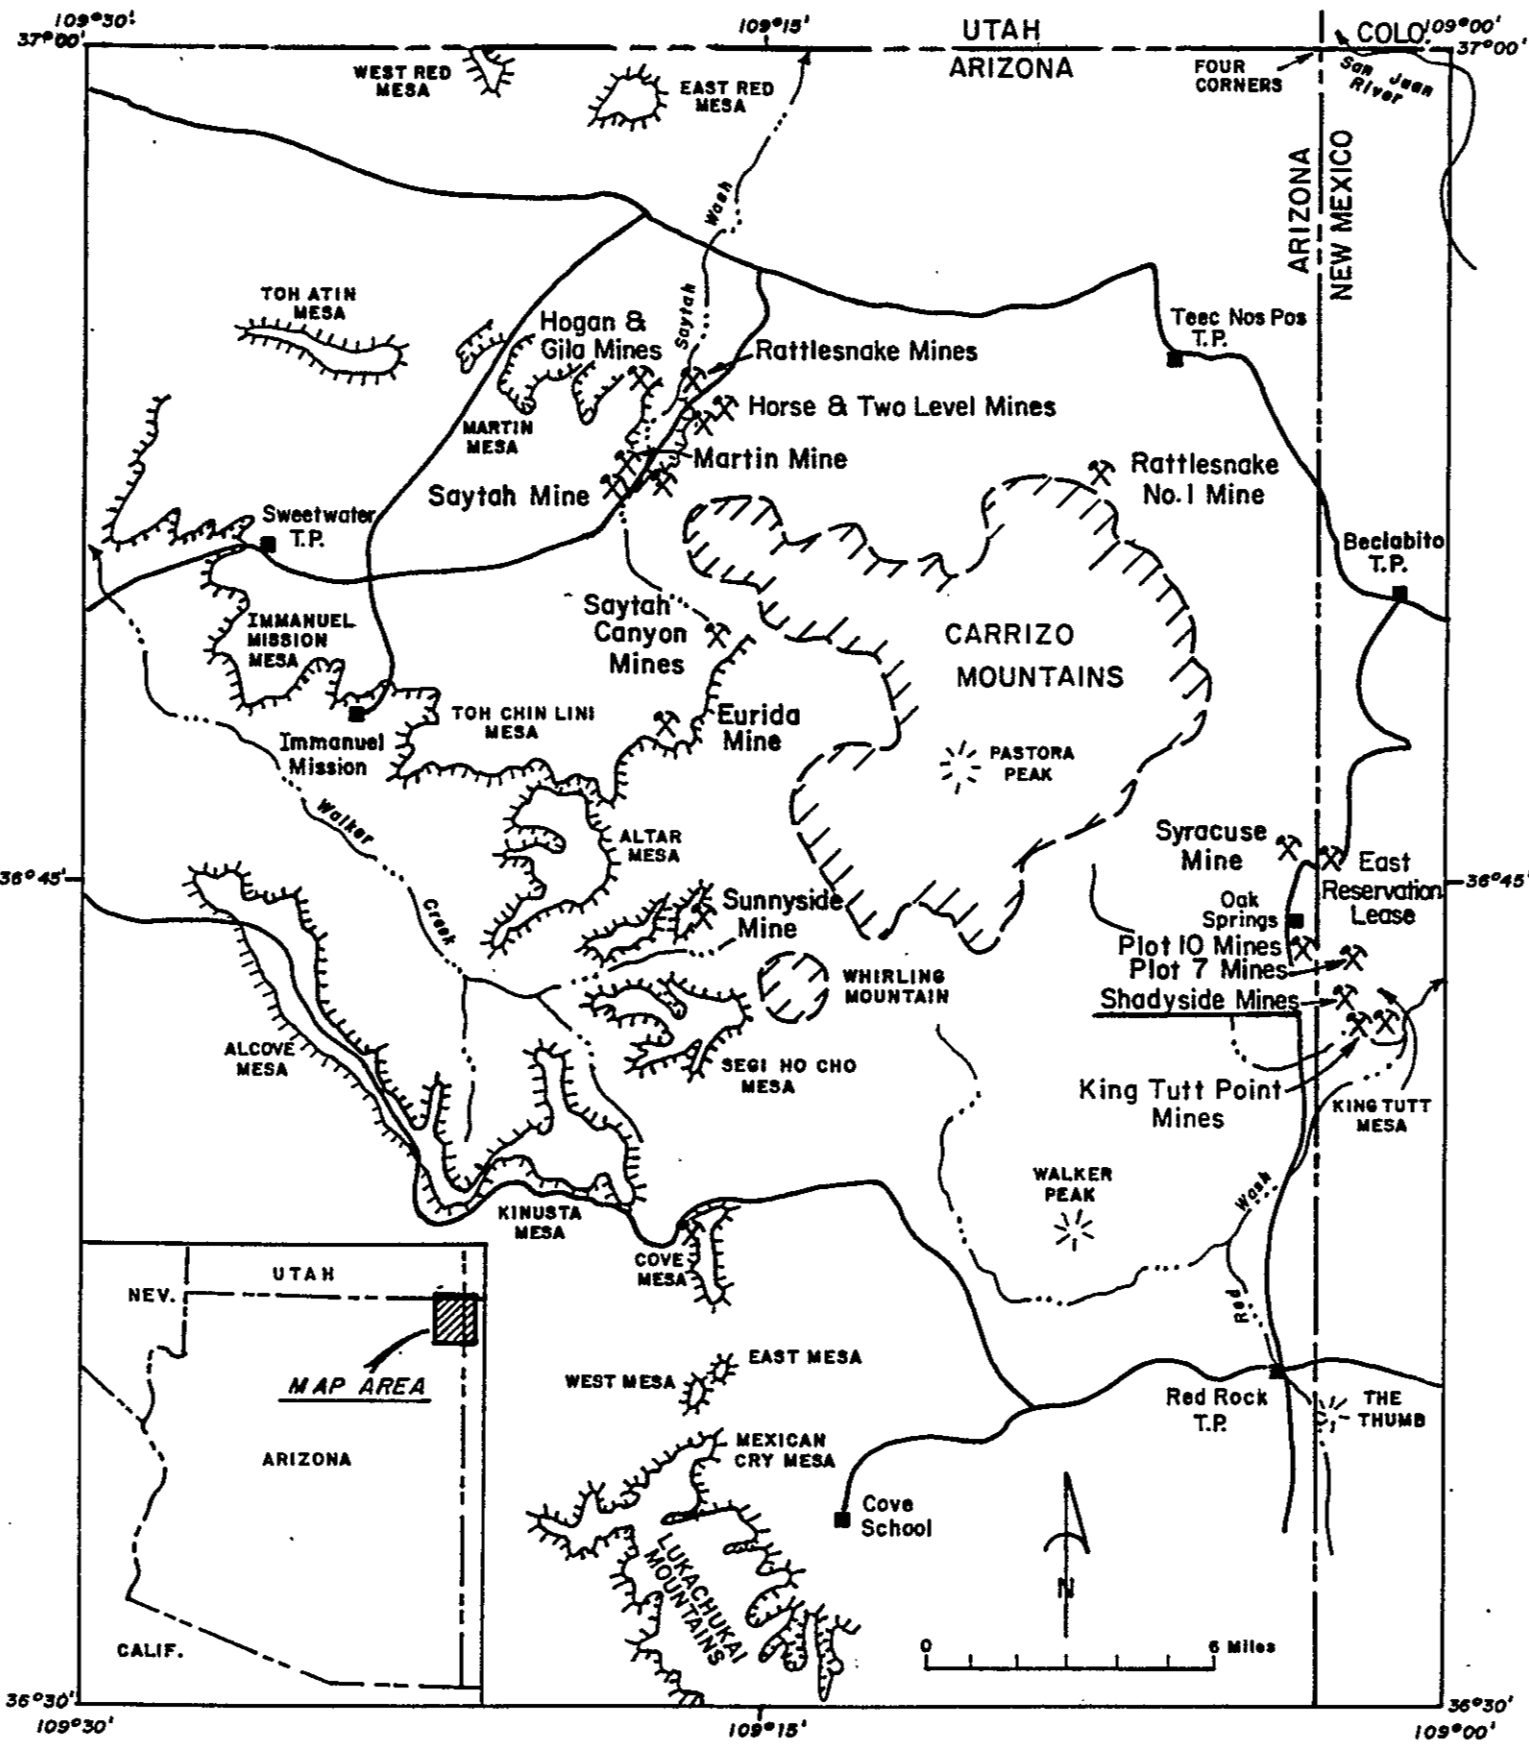 109°30'
109°15'
UTAH
COLO.
109°00'
37°00'
37°00'
ARIZONA
FOUR
CORNERS
San Juan
River
WEST RED
MESA
EAST RED
MESA
ARIZONA
NEW MEXICO
Wash
Saytah
TOH ATIN
MESA
Hogan &
Gila Mines
Teec Nos Pos
T.P.
Rattlesnake Mines
Horse & Two Level Mines
MARTIN
MESA
Martin Mine
Rattlesnake
No.1 Mine
Saytah Mine
Sweetwater
T.P.
Beclabito
T.P.
Saytah
Canyon
Mines
IMMANUEL
MISSION
MESA
CARRIZO
MOUNTAINS
TOH CHIN LINI
MESA
Eurida
Mine
Immanuel
Mission
PASTORA
PEAK
Walker
Creek
ALTAR
MESA
Syracuse
Mine
East
Reservation
Lease
36°45'
36°45'
Sunnyside
Mine
Oak
Springs
Plot 10 Mines
Plot 7 Mines
Shadyside Mines
WHIRLING
MOUNTAIN
ALCOVE
MESA
SEGI HO CHO
MESA
King Tutt Point
Mines
KING TUTT
MESA
WALKER
PEAK
Wash
Red
KINUSTA
MESA
COVE
MESA
UTAH
NEV.
MAP AREA
ARIZONA
CALIF.
EAST MESA
WEST MESA
Red Rock
T.P.
THE
THUMB
MEXICAN
CRY MESA
Cove
School
LUKACHUKAI
MOUNTAINS
N
0
6 Miles
36°30'
36°30'
109°30'
109°15'
109°00'